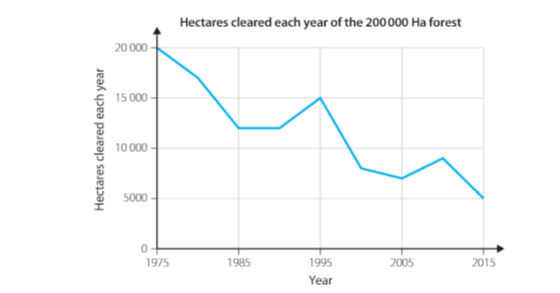 Hectares cleared each year of the 200 000 Ha forest
Hectares cleared each year
20 000
15 000
10 000
5000
0
1975 1985 1995 2005 2015
Year